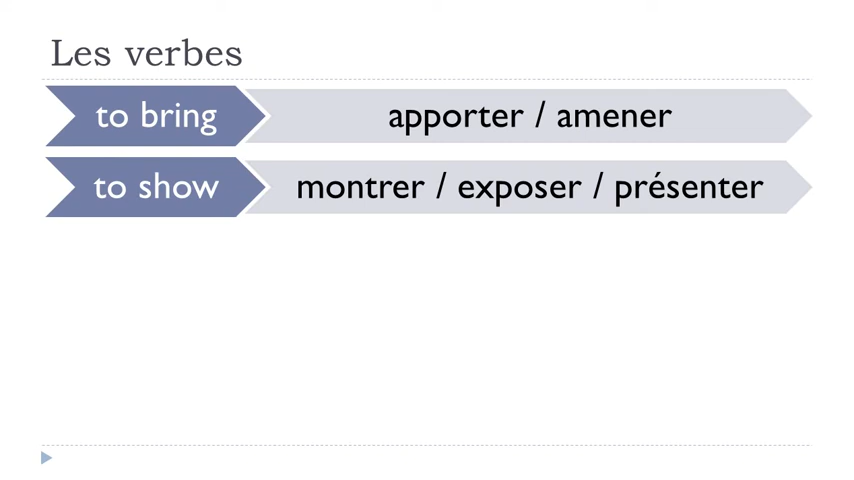 Les verbes
to bring apporter / amener
to show montrer / exposer / présenter